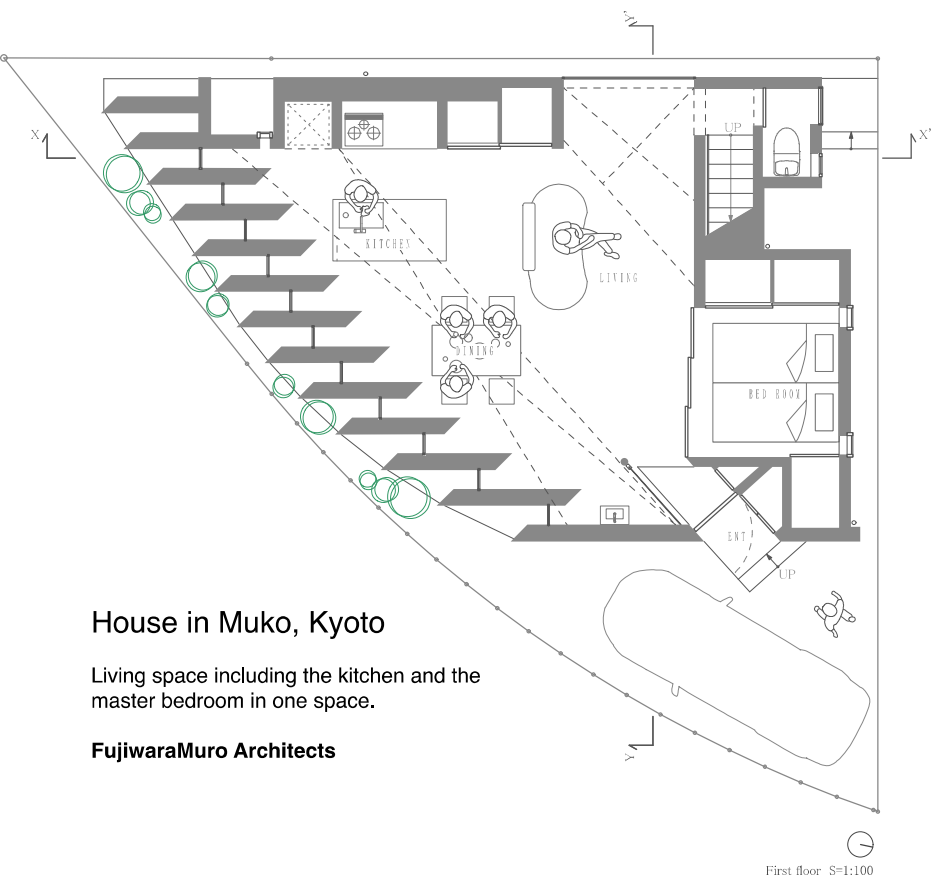 Y'
X
X'
UP
KITCHEN
LIVING
DINING
BED ROOM
ENT
UP
House in Muko, Kyoto
Living space including the kitchen and the
master bedroom in one space.
FujiwaraMuro Architects
Y
First floor S=1:100